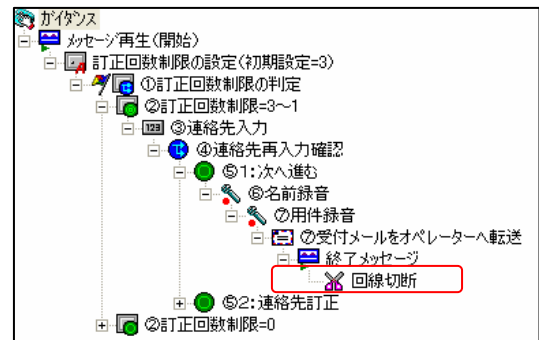 ガイダンス
メッセージ再生(開始)
訂正回数制限の設定(初期設定=3)
①訂正回数制限の判定
②訂正回数制限=3~1
123 ③連絡先入力
④連絡先再入力確認
⑤1:次へ進む
⑥名前録音
⑦用件録音
⑦受付メールをオペレーターへ転送
終了メッセージ
回線切断
⑤2:連絡先訂正
②訂正回数制限=0